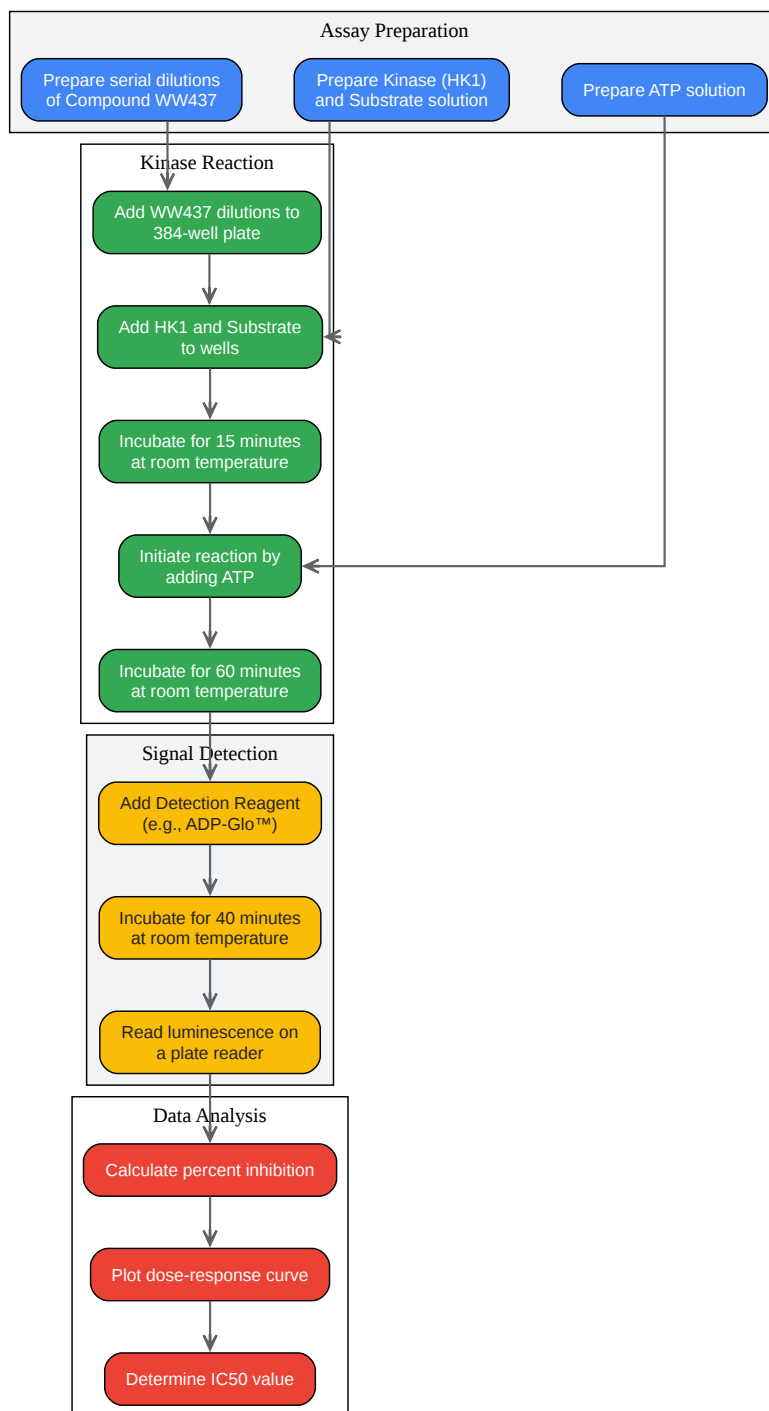 Assay Preparation
Prepare serial dilutions
of Compound WW437
Prepare Kinase (HK1)
and Substrate solution
Prepare ATP solution
Kinase Reaction
Add WW437 dilutions to
384-well plate
Add HK1 and Substrate
to wells
Incubate for 15 minutes
at room temperature
Initiate reaction by
adding ATP
Incubate for 60 minutes
at room temperature
Signal Detection
Add Detection Reagent
(e.g., ADP-Glo™)
Incubate for 40 minutes
at room temperature
Read luminescence on
a plate reader
Data Analysis
Calculate percent inhibition
Plot dose-response curve
Determine IC50 value